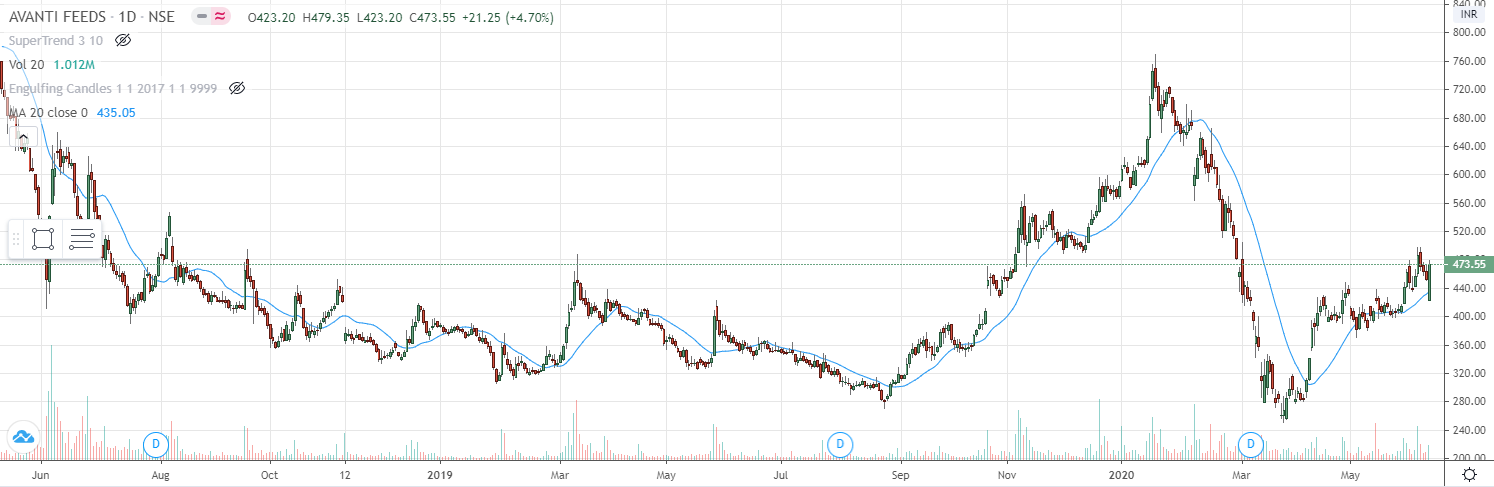 AVANTI FEEDS · 1D · NSE O423.20 H479.35 L423.20 C473.55 +21.25 (+4.70%)
SuperTrend 3 10
Vol 20 1.012M
Engulfing Candles 1 1 2017 1 1 9999
MA 20 close 0 435.05
840.00
INR
800.00
760.00
720.00
680.00
640.00
600.00
560.00
520.00
473.55
440.00
400.00
360.00
320.00
280.00
240.00
200.00
D D D
Jun Aug Oct 12 2019 Mar May Jul Sep Nov 2020 Mar May